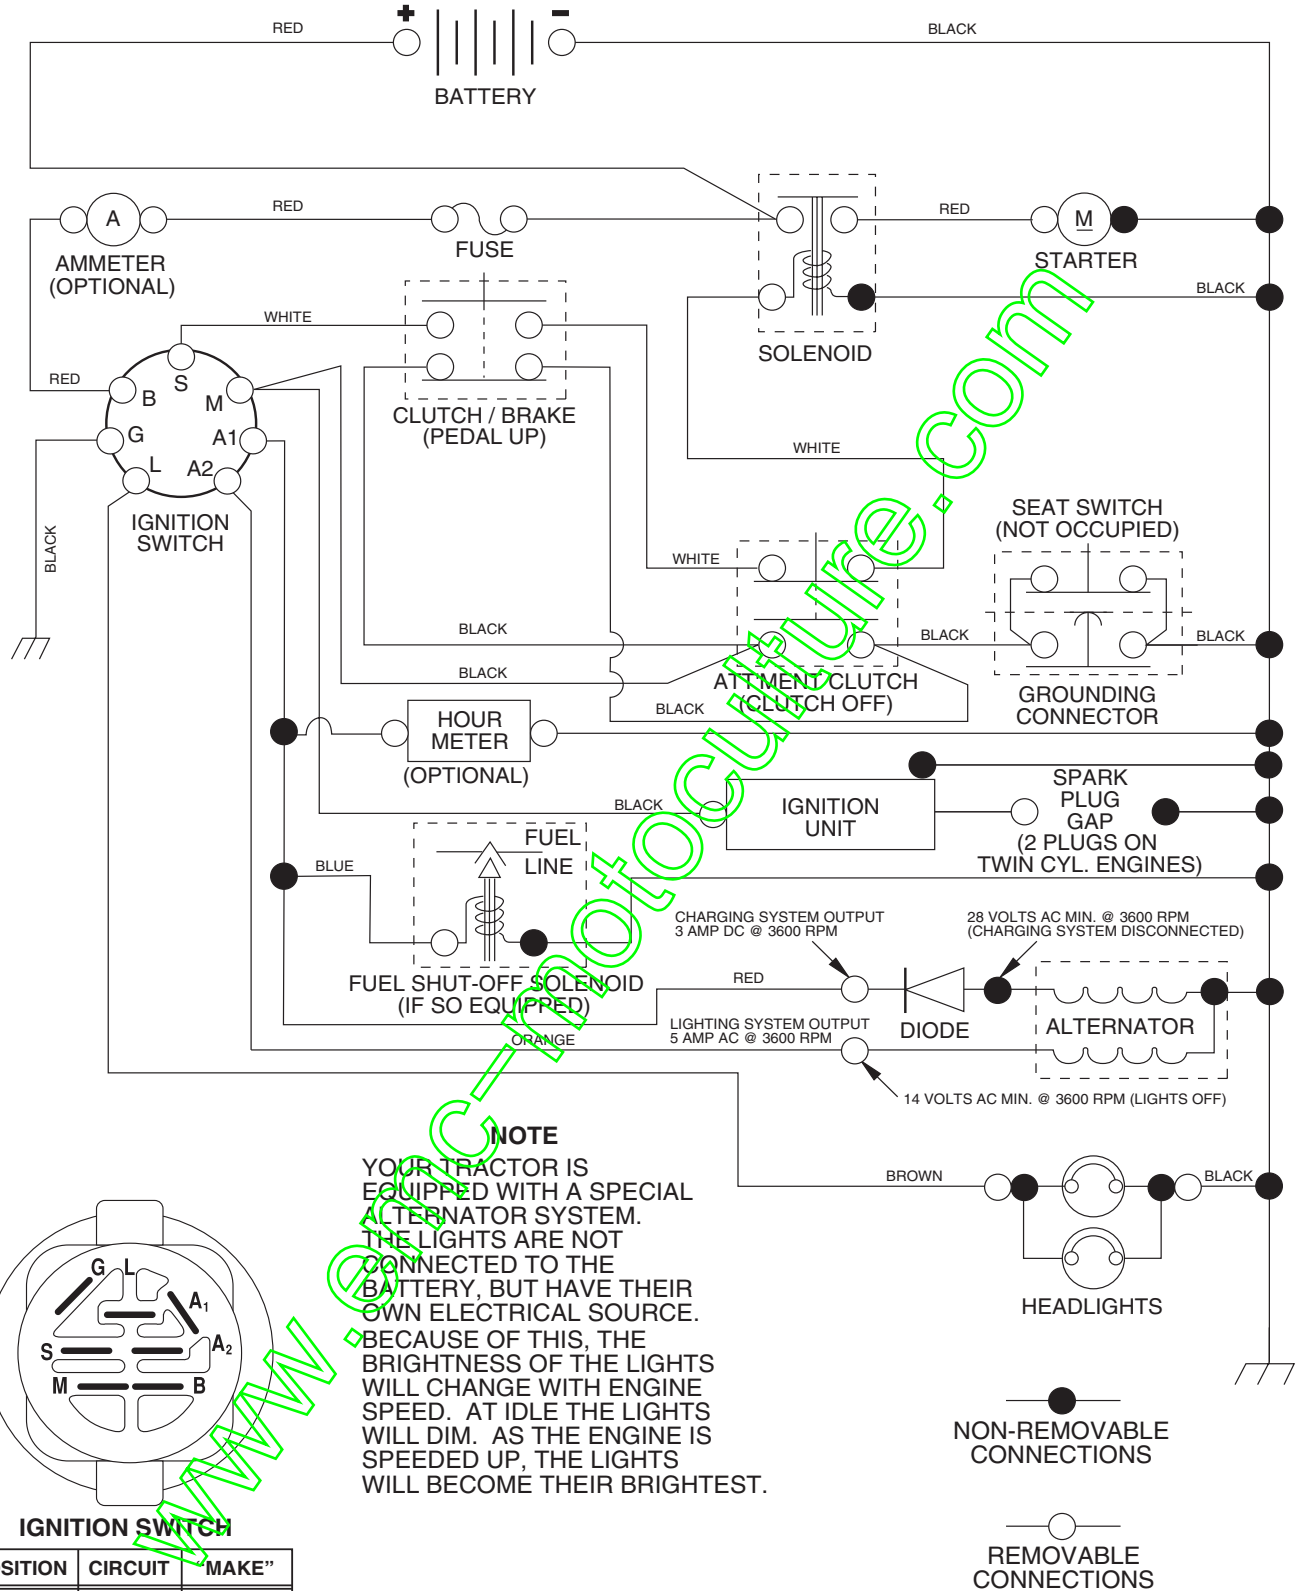 + −
RED
BLACK
BATTERY
A
RED
FUSE
RED
M
AMMETER
(OPTIONAL)
STARTER
BLACK
WHITE
SOLENOID
RED
S
B
M
G
A1
L
A2
CLUTCH / BRAKE
(PEDAL UP)
WHITE
IGNITION
SWITCH
BLACK
SEAT SWITCH
(NOT OCCUPIED)
WHITE
BLACK
BLACK
BLACK
BLACK
ATT'MENT CLUTCH
(CLUTCH OFF)
BLACK
GROUNDING
CONNECTOR
HOUR
METER
(OPTIONAL)
BLACK
IGNITION
UNIT
SPARK
PLUG
GAP
(2 PLUGS ON
TWIN CYL. ENGINES)
FUEL
LINE
BLUE
CHARGING SYSTEM OUTPUT
3 AMP DC @ 3600 RPM
28 VOLTS AC MIN. @ 3600 RPM
(CHARGING SYSTEM DISCONNECTED)
FUEL SHUT-OFF SOLENOID
(IF SO EQUIPPED)
RED
LIGHTING SYSTEM OUTPUT
5 AMP AC @ 3600 RPM
DIODE
ALTERNATOR
ORANGE
14 VOLTS AC MIN. @ 3600 RPM (LIGHTS OFF)
NOTE
YOUR TRACTOR IS
EQUIPPED WITH A SPECIAL
ALTERNATOR SYSTEM.
THE LIGHTS ARE NOT
CONNECTED TO THE
BATTERY, BUT HAVE THEIR
OWN ELECTRICAL SOURCE.
BECAUSE OF THIS, THE
BRIGHTNESS OF THE LIGHTS
WILL CHANGE WITH ENGINE
SPEED. AT IDLE THE LIGHTS
WILL DIM. AS THE ENGINE IS
SPEEDED UP, THE LIGHTS
WILL BECOME THEIR BRIGHTEST.
BROWN
BLACK
HEADLIGHTS
G L
A1
A2
S
M
B
IGNITION SWITCH
SITION CIRCUIT "MAKE"
NON-REMOVABLE
CONNECTIONS
REMOVABLE
CONNECTIONS
www.emc-motoculture.com